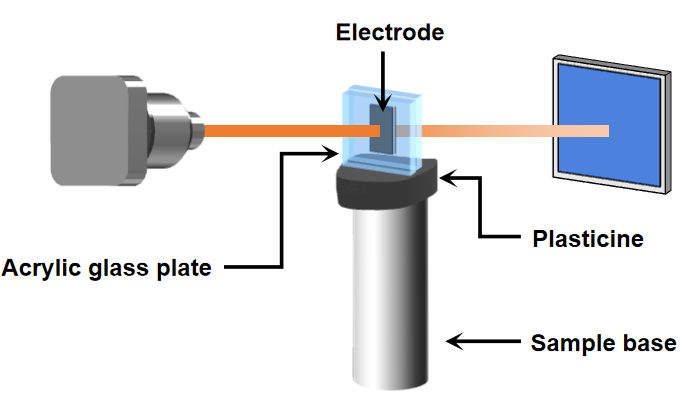 Electrode
Acrylic glass plate
Plasticine
Sample base